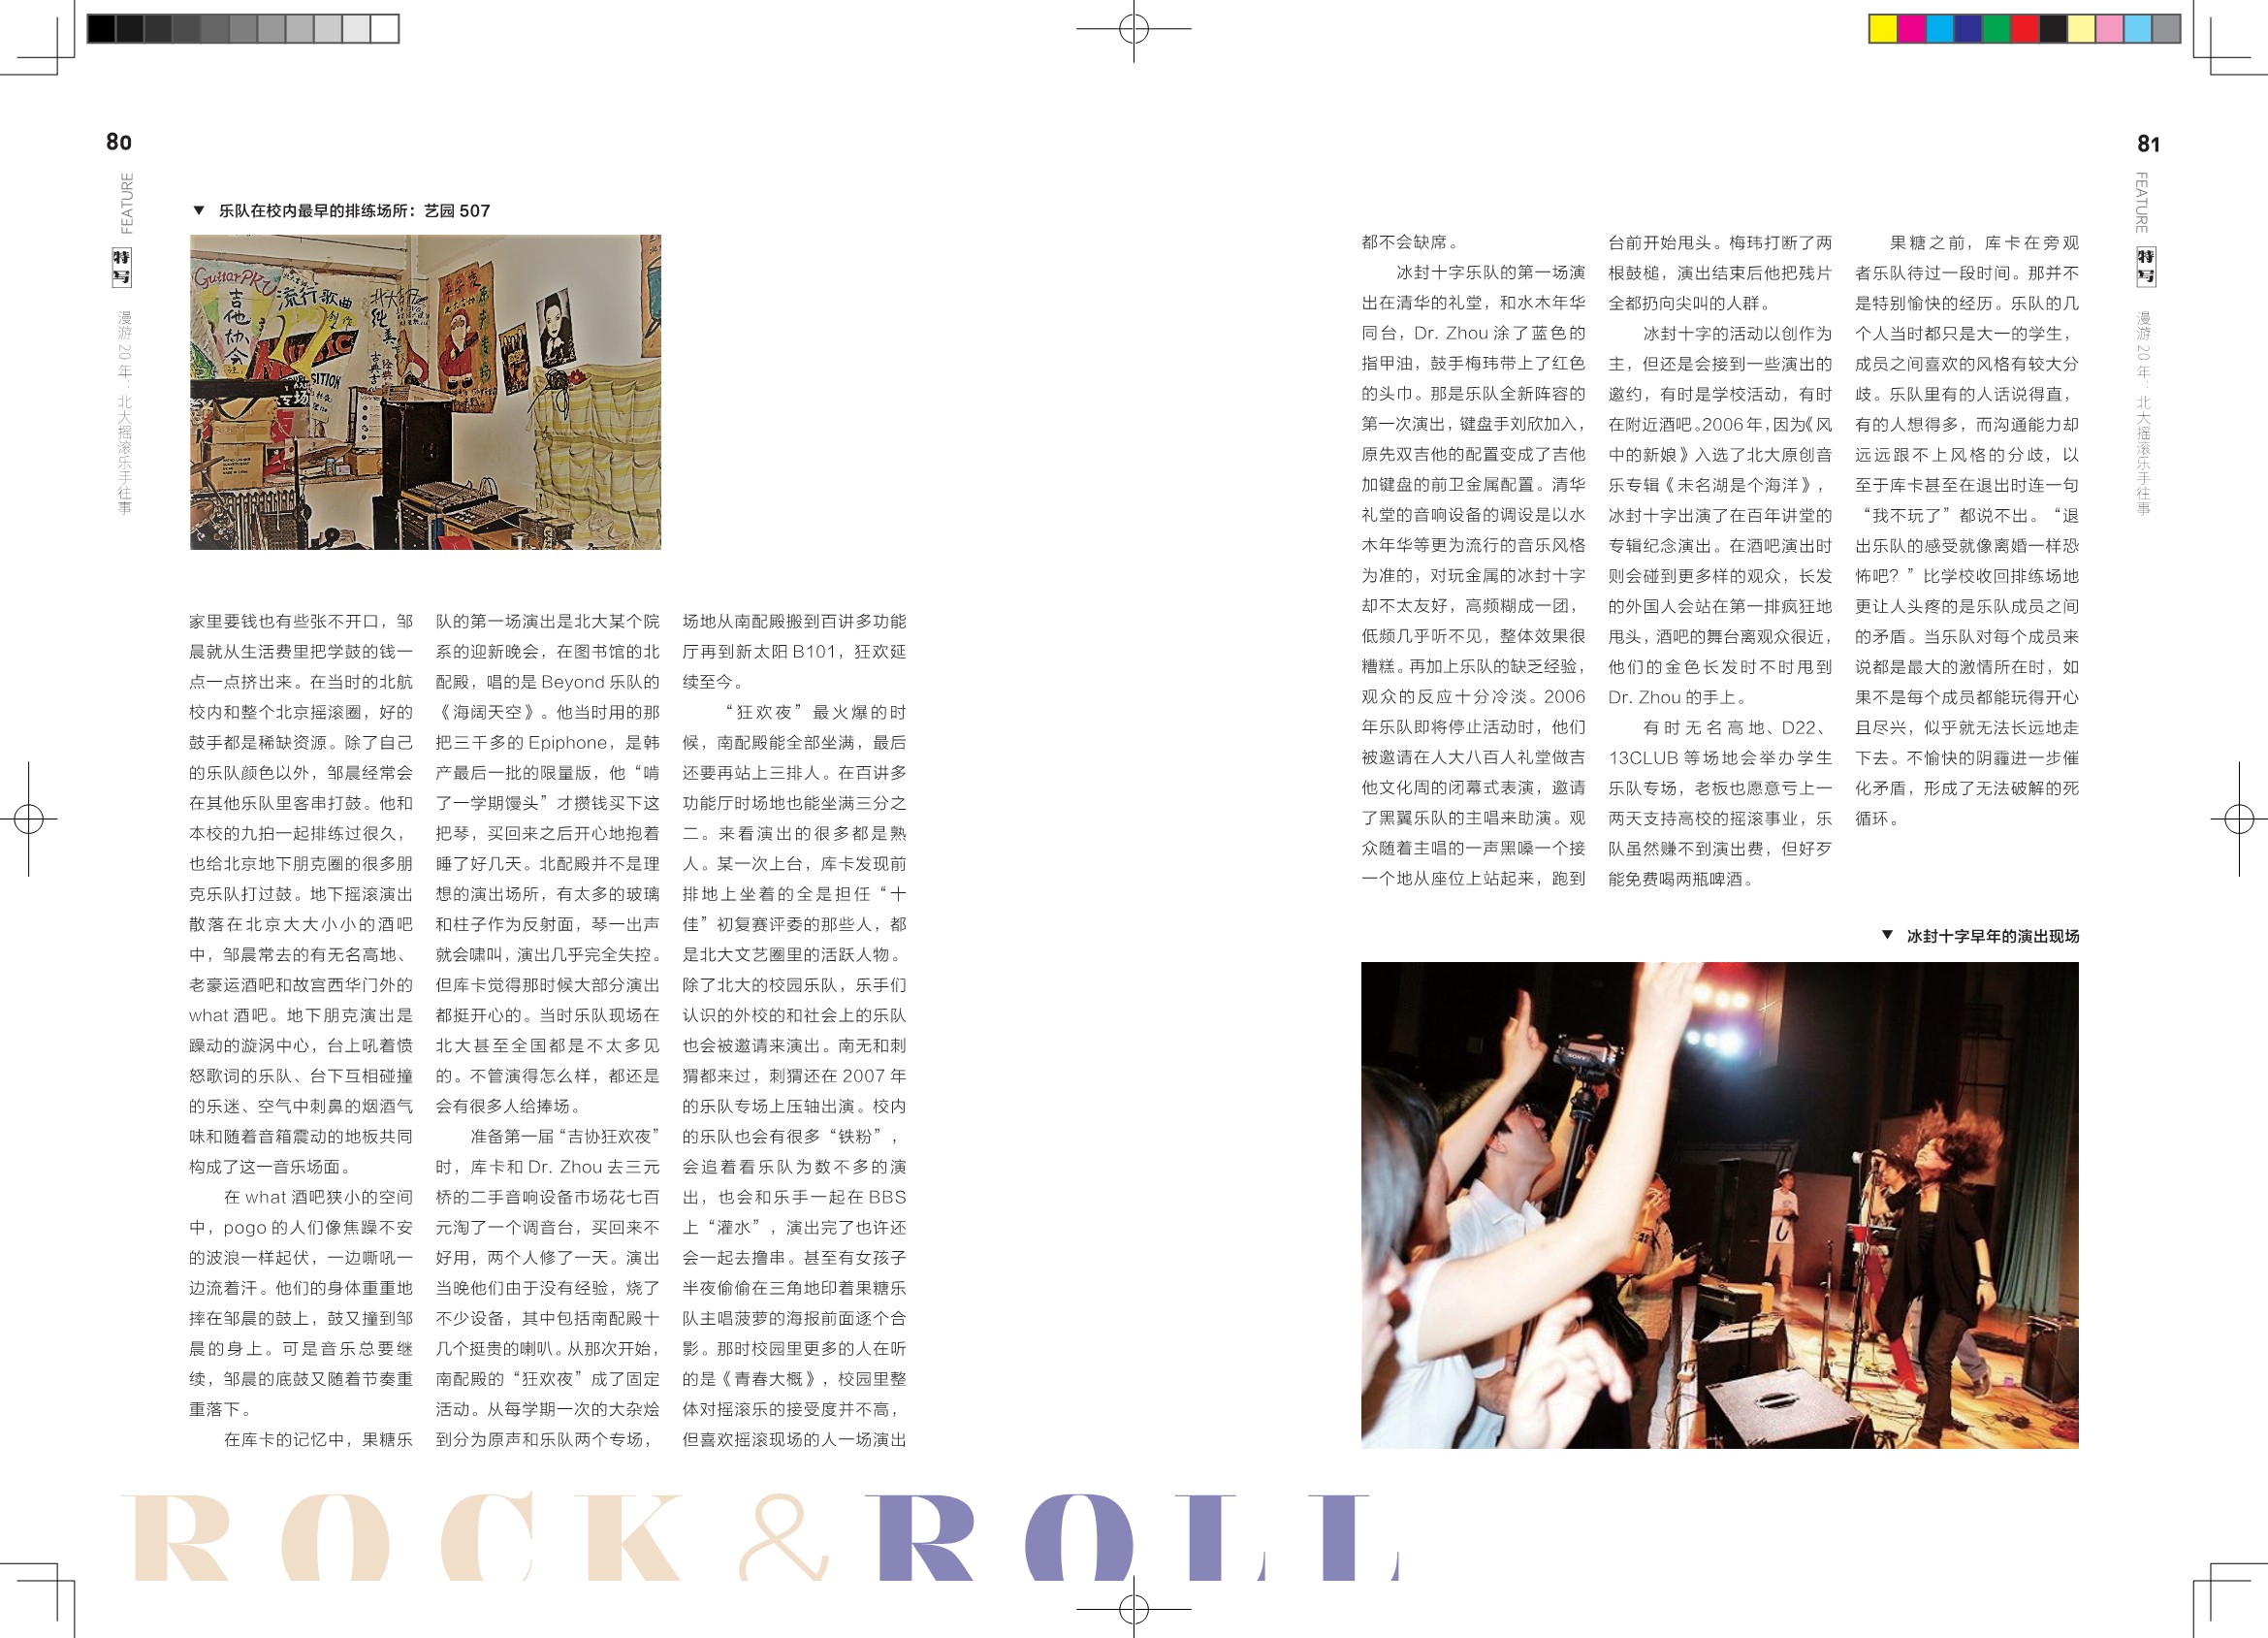 80
FEATURE
特写
漫游 20 年：北大摇滚乐手往事
▼ 乐队在校内最早的排练场所：艺园 507
GuitarPKU
吉他协会
流行歌曲
MUSIC
家里要钱也有些张不开口，邹
晨就从生活费里把学鼓的钱一
点一点挤出来。在当时的北航
校内和整个北京摇滚圈，好的
鼓手都是稀缺资源。除了自己
的乐队颜色以外，邹晨经常会
在其他乐队里客串打鼓。他和
本校的九拍一起排练过很久，
也给北京地下朋克圈的很多朋
克乐队打过鼓。地下摇滚演出
散落在北京大大小小的酒吧
中，邹晨常去的有无名高地、
老豪运酒吧和故宫西华门外的
what 酒吧。地下朋克演出是
躁动的漩涡中心，台上吼着愤
怒歌词的乐队、台下互相碰撞
的乐迷、空气中刺鼻的烟酒气
味和随着音箱震动的地板共同
构成了这一音乐场面。
在 what 酒吧狭小的空间
中，pogo 的人们像焦躁不安
的波浪一样起伏，一边嘶吼一
边流着汗。他们的身体重重地
摔在邹晨的鼓上，鼓又撞到邹
晨的身上。可是音乐总要继
续，邹晨的底鼓又随着节奏重
重落下。
在库卡的记忆中，果糖乐
队的第一场演出是北大某个院
系的迎新晚会，在图书馆的北
配殿，唱的是 Beyond 乐队的
《海阔天空》。他当时用的那
把三千多的 Epiphone，是韩
产最后一批的限量版，他“啃
了一学期馒头”才攒钱买下这
把琴，买回来之后开心地抱着
睡了好几天。北配殿并不是理
想的演出场所，有太多的玻璃
和柱子作为反射面，琴一出声
就会啸叫，演出几乎完全失控。
但库卡觉得那时候大部分演出
都挺开心的。当时乐队现场在
北大甚至全国都是不太多见
的。不管演得怎么样，都还是
会有很多人给捧场。
准备第一届“吉协狂欢夜”
时，库卡和 Dr. Zhou 去三元
桥的二手音响设备市场花七百
元淘了一个调音台，买回来不
好用，两个人修了一天。演出
当晚他们由于没有经验，烧了
不少设备，其中包括南配殿十
几个挺贵的喇叭。从那次开始，
南配殿的“狂欢夜”成了固定
活动。从每学期一次的大杂烩
到分为原声和乐队两个专场，
场地从南配殿搬到百讲多功能
厅再到新太阳 B101，狂欢延
续至今。
“狂欢夜”最火爆的时
候，南配殿能全部坐满，最后
还要再站上三排人。在百讲多
功能厅时场地也能坐满三分之
二。来看演出的很多都是熟
人。某一次上台，库卡发现前
排地上坐着的全是担任“十
佳”初复赛评委的那些人，都
是北大文艺圈里的活跃人物。
除了北大的校园乐队，乐手们
认识的外校的和社会上的乐队
也会被邀请来演出。南无和刺
猬都来过，刺猬还在 2007 年
的乐队专场上压轴出演。校内
的乐队也会有很多“铁粉”，
会追着看乐队为数不多的演
出，也会和乐手一起在 BBS
上“灌水”，演出完了也许还
会一起去撸串。甚至有女孩子
半夜偷偷在三角地印着果糖乐
队主唱菠萝的海报前面逐个合
影。那时校园里更多的人在听
的是《青春大概》，校园里整
体对摇滚乐的接受度并不高，
但喜欢摇滚现场的人一场演出
81
FEATURE
特写
漫游 20 年：北大摇滚乐手往事
都不会缺席。
冰封十字乐队的第一场演
出在清华的礼堂，和水木年华
同台，Dr. Zhou 涂了蓝色的
指甲油，鼓手梅玮带上了红色
的头巾。那是乐队全新阵容的
第一次演出，键盘手刘欣加入，
原先双吉他的配置变成了吉他
加键盘的前卫金属配置。清华
礼堂的音响设备的调设是以水
木年华等更为流行的音乐风格
为准的，对玩金属的冰封十字
却不太友好，高频糊成一团，
低频几乎听不见，整体效果很
糟糕。再加上乐队的缺乏经验，
观众的反应十分冷淡。2006
年乐队即将停止活动时，他们
被邀请在人大八百人礼堂做吉
他文化周的闭幕式表演，邀请
了黑翼乐队的主唱来助演。观
众随着主唱的一声黑嗓一个接
一个地从座位上站起来，跑到
台前开始甩头。梅玮打断了两
根鼓槌，演出结束后他把残片
全都扔向尖叫的人群。
冰封十字的活动以创作为
主，但还是会接到一些演出的
邀约，有时是学校活动，有时
在附近酒吧。2006 年，因为《风
中的新娘》入选了北大原创音
乐专辑《未名湖是个海洋》，
冰封十字出演了在百年讲堂的
专辑纪念演出。在酒吧演出时
则会碰到更多样的观众，长发
的外国人会站在第一排疯狂地
甩头，酒吧的舞台离观众很近，
他们的金色长发时不时甩到
Dr. Zhou 的手上。
有时无名高地、D22、
13CLUB 等场地会举办学生
乐队专场，老板也愿意亏上一
两天支持高校的摇滚事业，乐
队虽然赚不到演出费，但好歹
能免费喝两瓶啤酒。
果糖之前，库卡在旁观
者乐队待过一段时间。那并不
是特别愉快的经历。乐队的几
个人当时都只是大一的学生，
成员之间喜欢的风格有较大分
歧。乐队里有的人话说得直，
有的人想得多，而沟通能力却
远远跟不上风格的分歧，以
至于库卡甚至在退出时连一句
“我不玩了”都说不出。“退
出乐队的感受就像离婚一样恐
怖吧？”比学校收回排练场地
更让人头疼的是乐队成员之间
的矛盾。当乐队对每个成员来
说都是最大的激情所在时，如
果不是每个成员都能玩得开心
且尽兴，似乎就无法长远地走
下去。不愉快的阴霾进一步催
化矛盾，形成了无法破解的死
循环。
▼ 冰封十字早年的演出现场
SONY
ROCK & ROLL